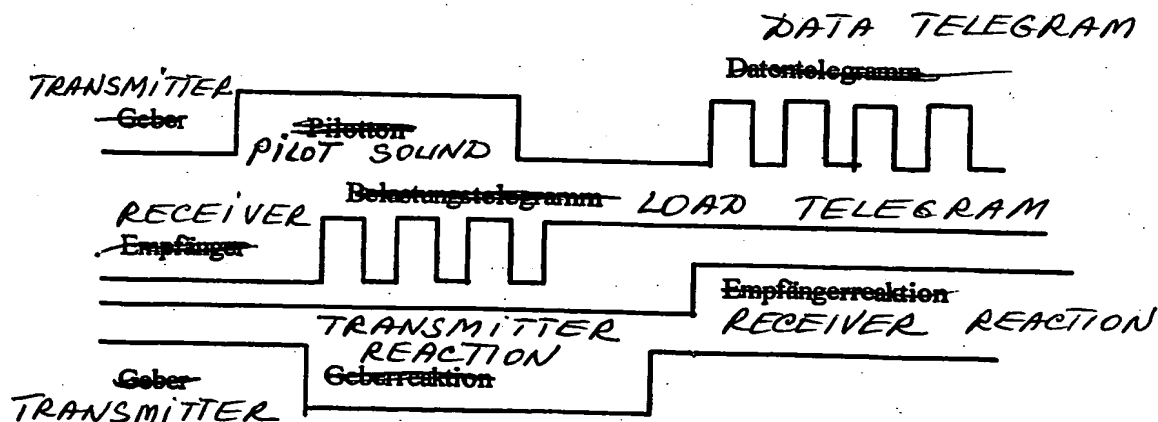 DATA TELEGRAM
Datentelegramm
TRANSMITTER
Geber
Pilotton
PILOT SOUND
Belastungstelegramm
LOAD TELEGRAM
RECEIVER
Empfänger
Empfängerreaktion
RECEIVER REACTION
TRANSMITTER
REACTION
Geberreaktion
Geber
TRANSMITTER